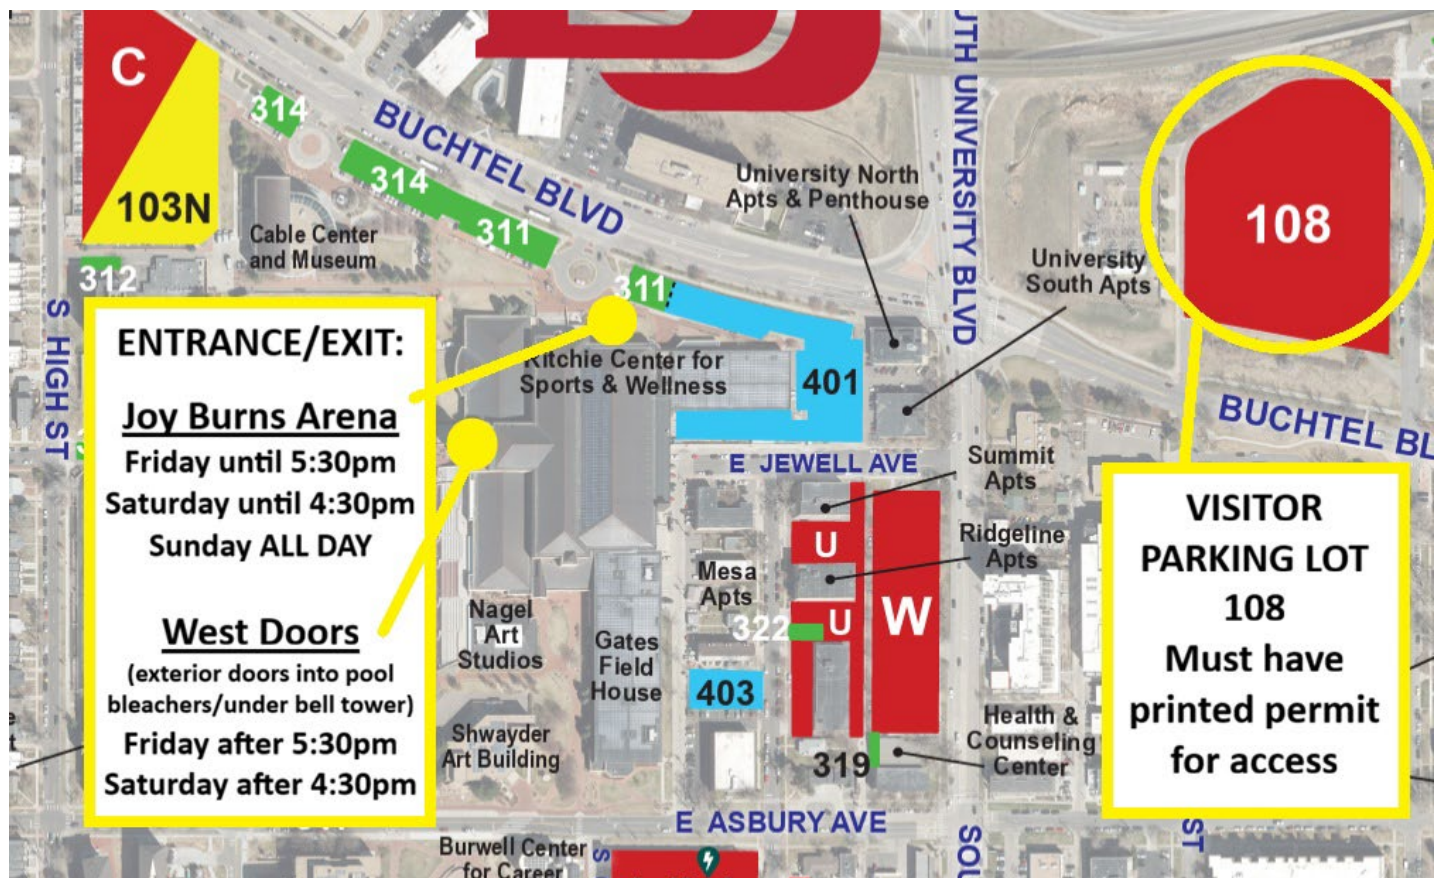 C
103N
314
314
311
311
312
BUCHTEL BLVD
Cable Center
and Museum
University North
Apts & Penthouse
UTH UNIVERSITY BLVD
University
South Apts
108
S HIGH ST
ENTRANCE/EXIT:
Joy Burns Arena
Friday until 5:30pm
Saturday until 4:30pm
Sunday ALL DAY
West Doors
(exterior doors into pool
bleachers/under bell tower)
Friday after 5:30pm
Saturday after 4:30pm
Ritchie Center for
Sports & Wellness
401
E JEWELL AVE
BUCHTEL BL
Summit
Apts
U
Ridgeline
Apts
Mesa
Apts
322
U
W
Nagel
Art
Studios
Gates
Field
House
403
Shwayder
Art Building
319
Health &
Counseling
Center
VISITOR
PARKING LOT
108
Must have
printed permit
for access
E ASBURY AVE
Burwell Center
for Career
S
SOU
ST